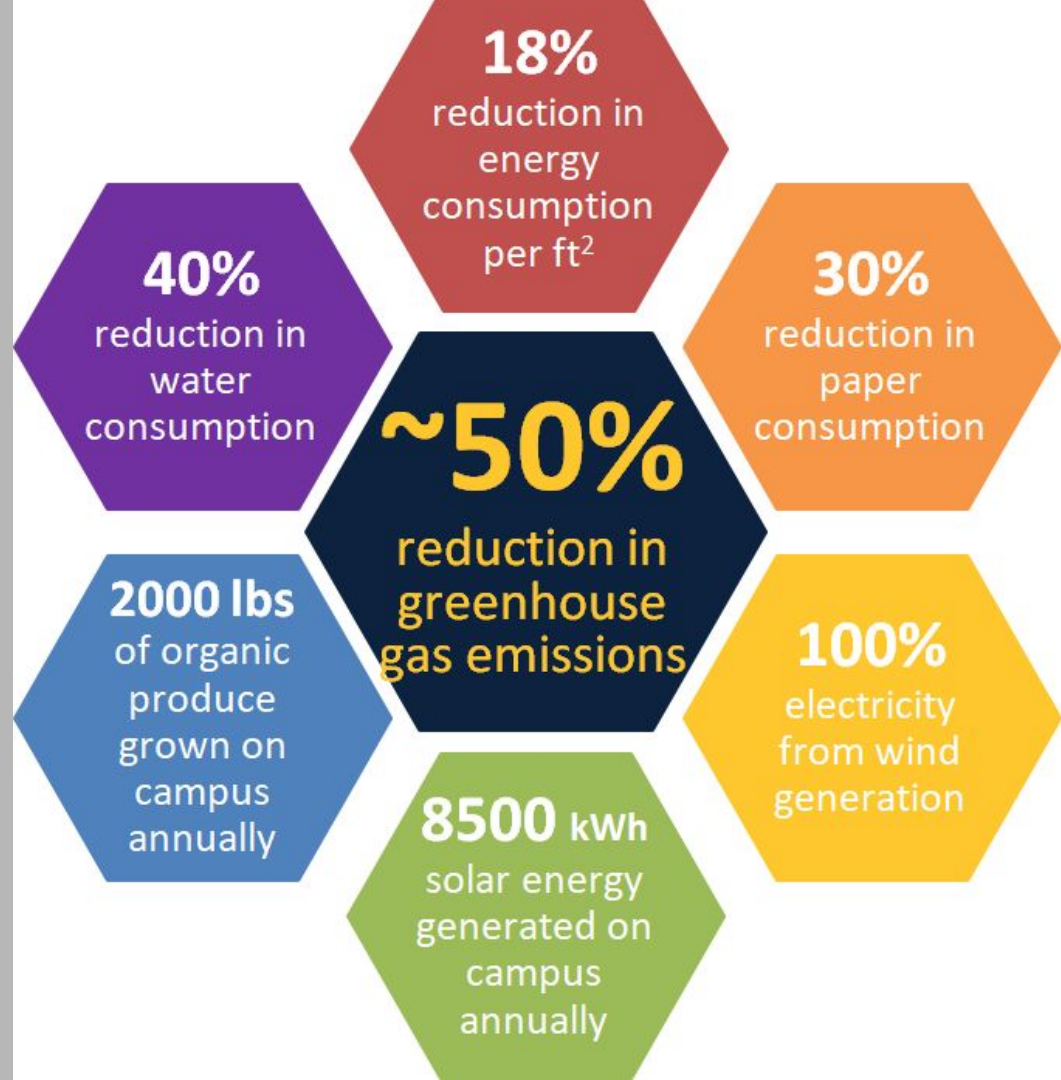 18%
reduction in
energy
consumption
per ft²
40%
reduction in
water
consumption
30%
reduction in
paper
consumption
~50%
reduction in
greenhouse
gas emissions
2000 lbs
of organic
produce
grown on
campus
annually
100%
electricity
from wind
generation
8500 kWh
solar energy
generated on
campus
annually